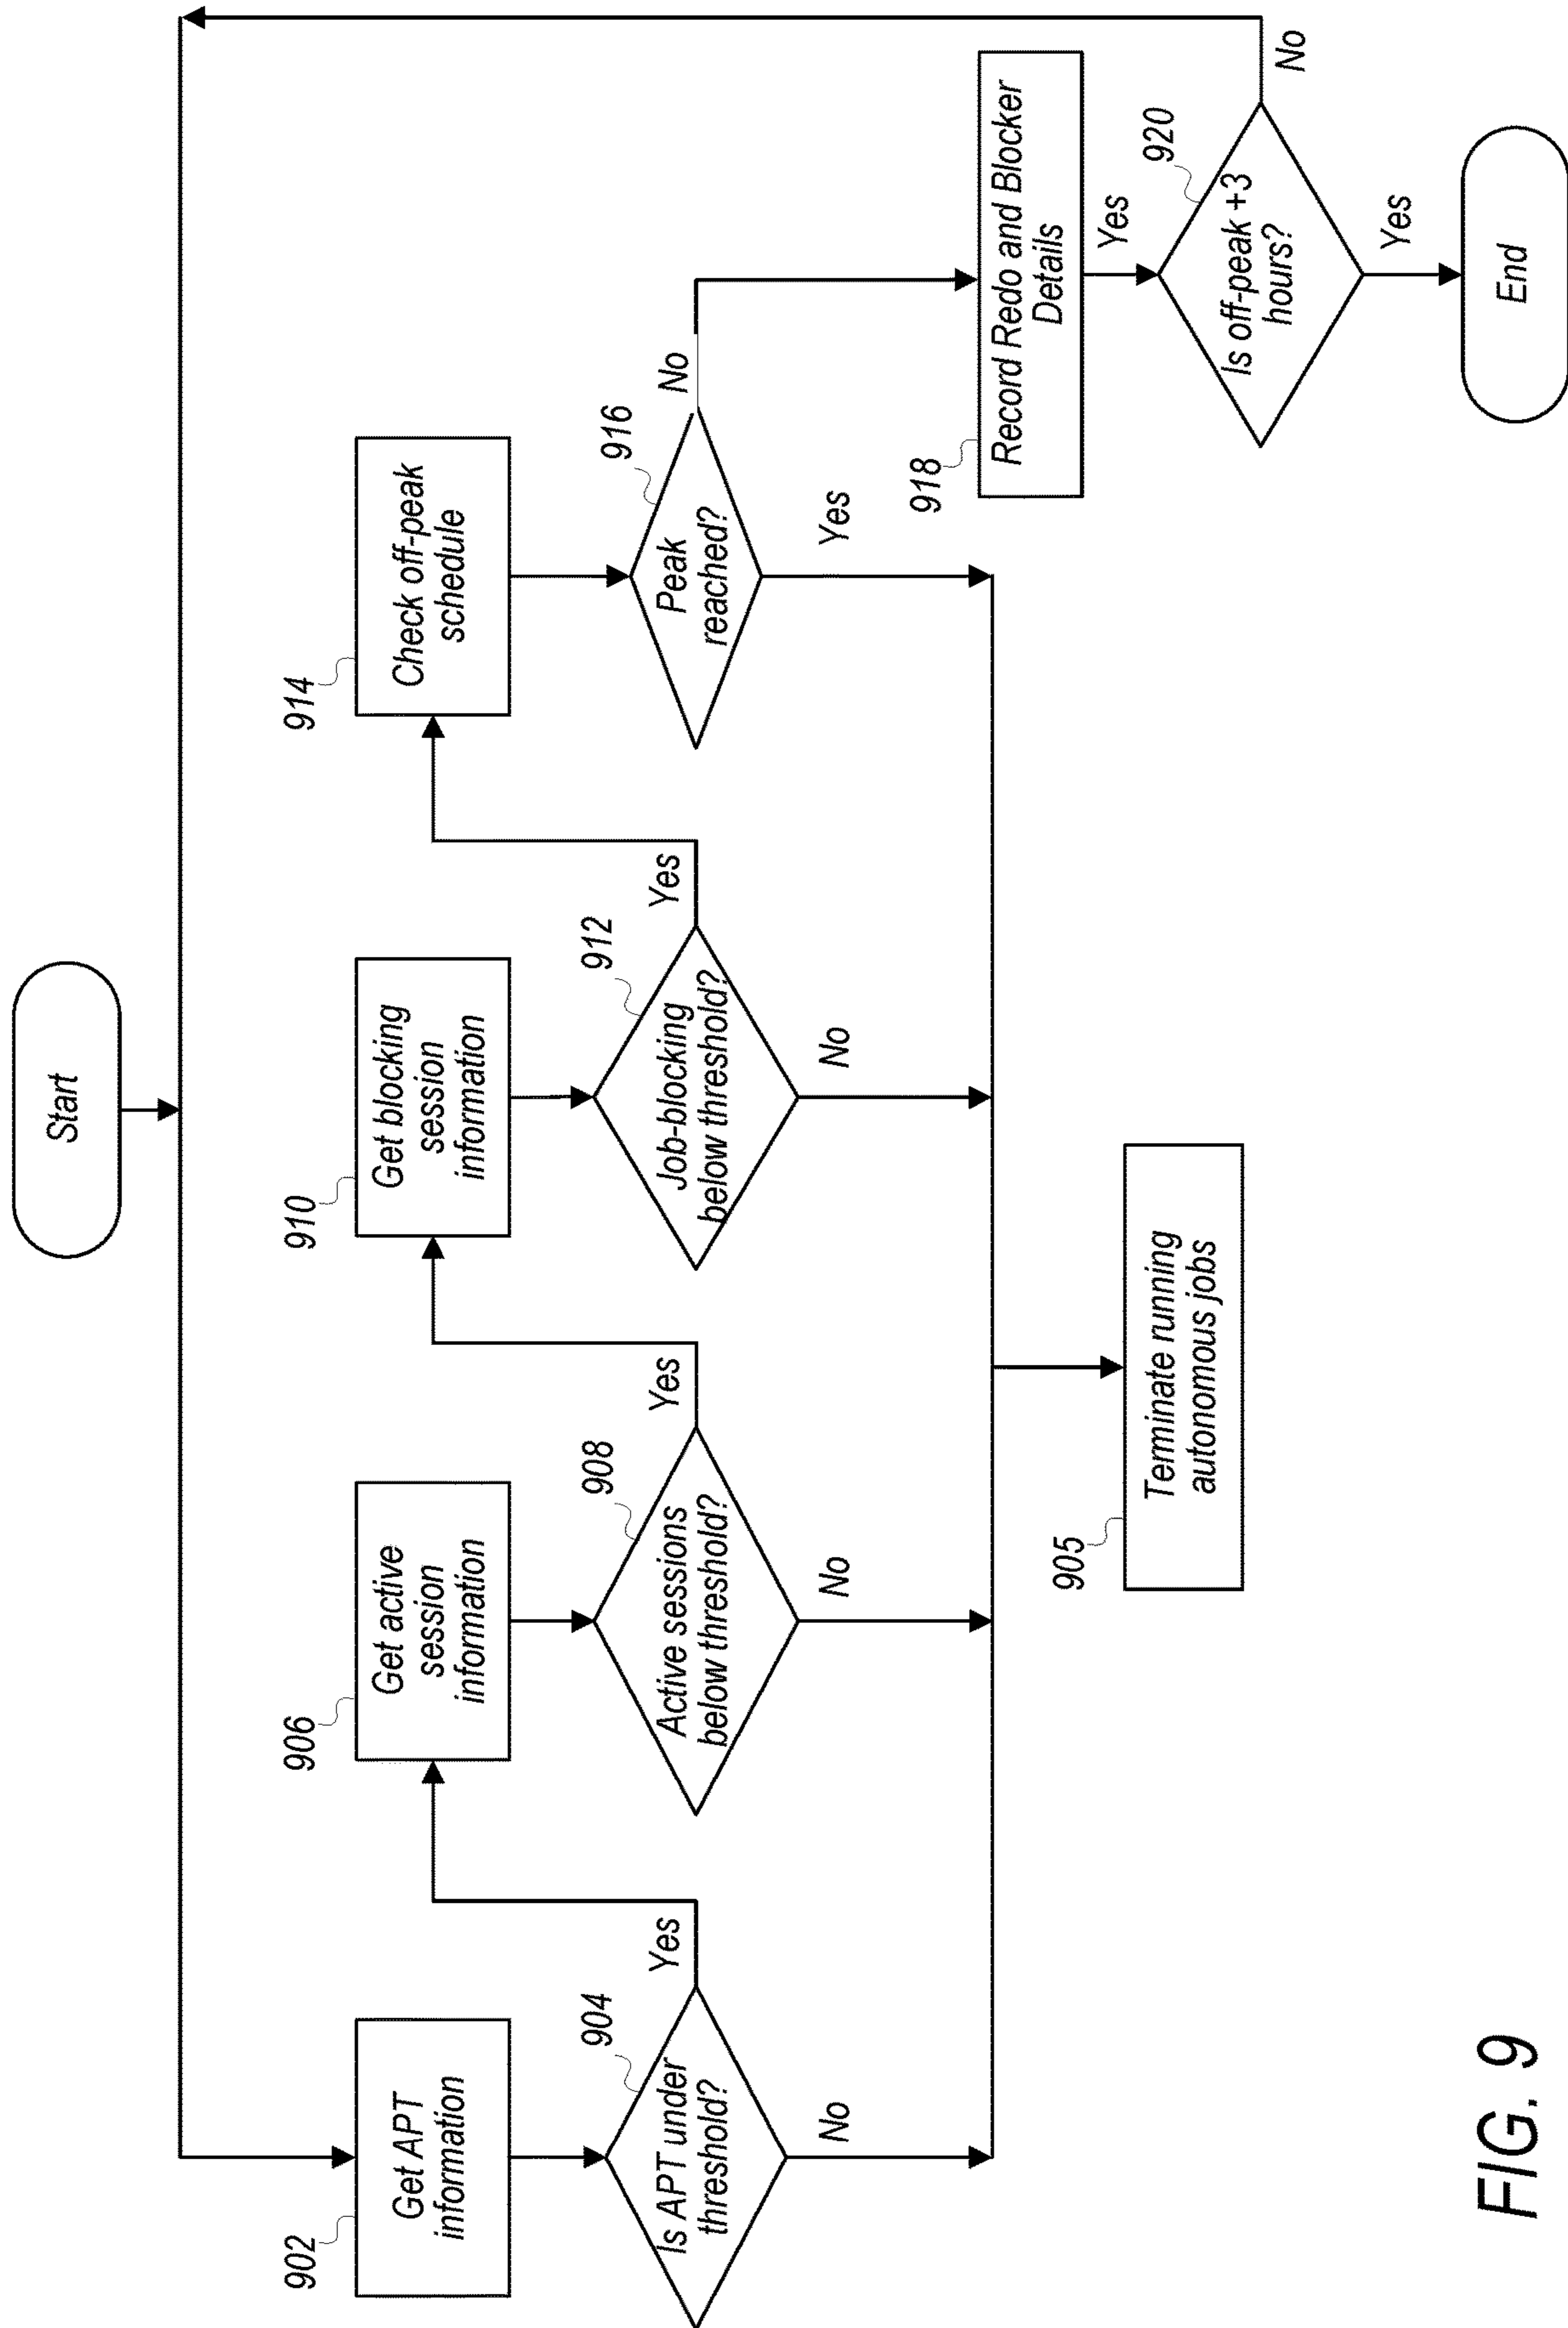 Start
902
Get APT
information
904
Is APT under
threshold?
Yes
No
906
Get active
session
information
908
Active sessions
below threshold?
Yes
No
910
Get blocking
session
information
912
Job-blocking
below threshold?
Yes
No
914
Check off-peak
schedule
916
Peak
reached?
No
Yes
918
Record Redo and Blocker
Details
Yes
920
Is off-peak +3
hours?
No
Yes
End
905
Terminate running
autonomous jobs
FIG. 9